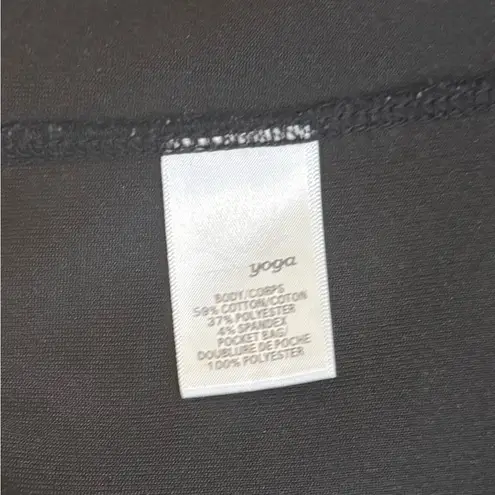 yoga
BODY/CORPS
59% COTTON/COTON
37% POLYESTER
4% SPANDEX
POCKET BAG/
DOUBLURE DE POCHE
100% POLYESTER